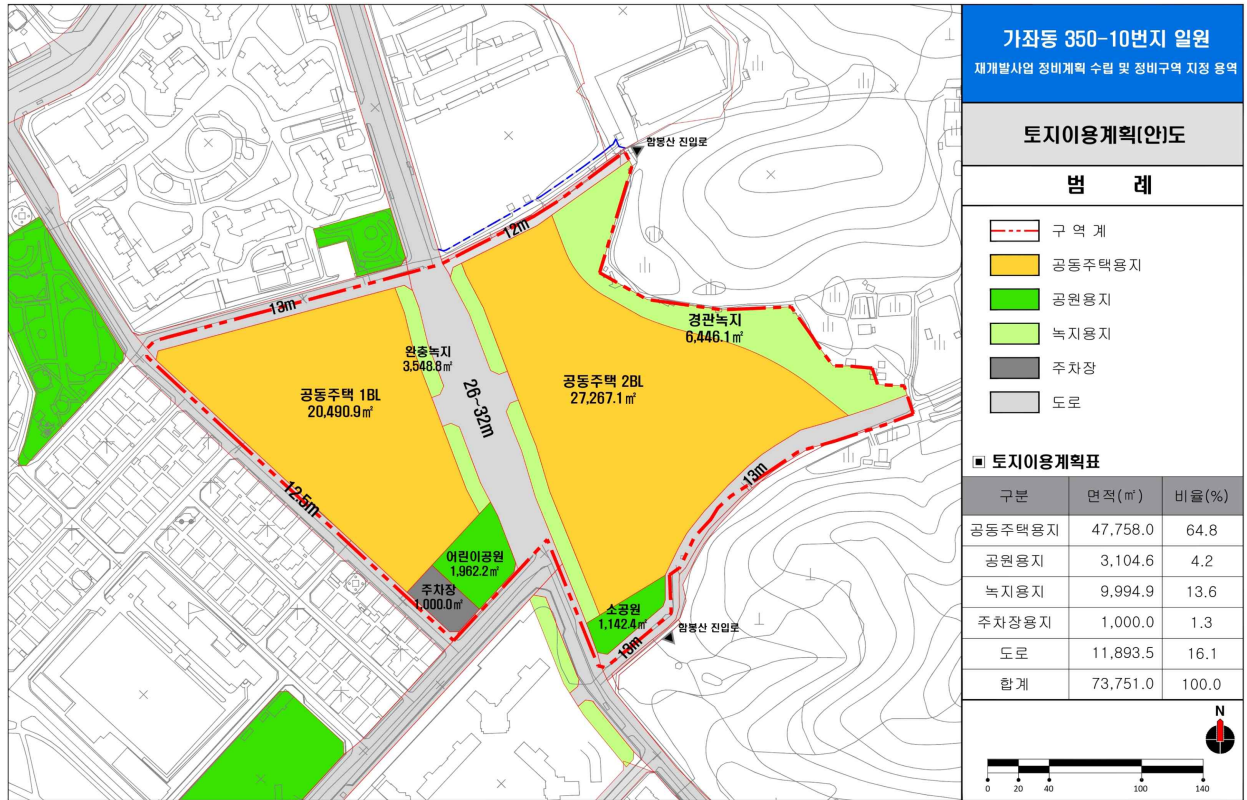 가좌동 350-10번지 일원
재개발사업 정비계획 수립 및 정비구역 지정 용역
토지이용계획(안)도
범 례
구 역 계
공동주택용지
공원용지
녹지용지
주차장
도로
■ 토지이용계획표
구분 면적(㎡) 비율(%)
공동주택용지 47,758.0 64.8
공원용지 3,104.6 4.2
녹지용지 9,994.9 13.6
주차장용지 1,000.0 1.3
도로 11,893.5 16.1
합계 73,751.0 100.0
N
0 20 40 100 140
함봉산 진입로
12m
13m
경관녹지
6,446.1㎡
완충녹지
3,548.8㎡
공동주택 1BL
20,490.9㎡
26~32m
공동주택 2BL
27,267.1㎡
12.5m
13m
어린이공원
1,962.2㎡
주차장
1,000.0㎡
소공원
1,142.4㎡
13m
함봉산 진입로